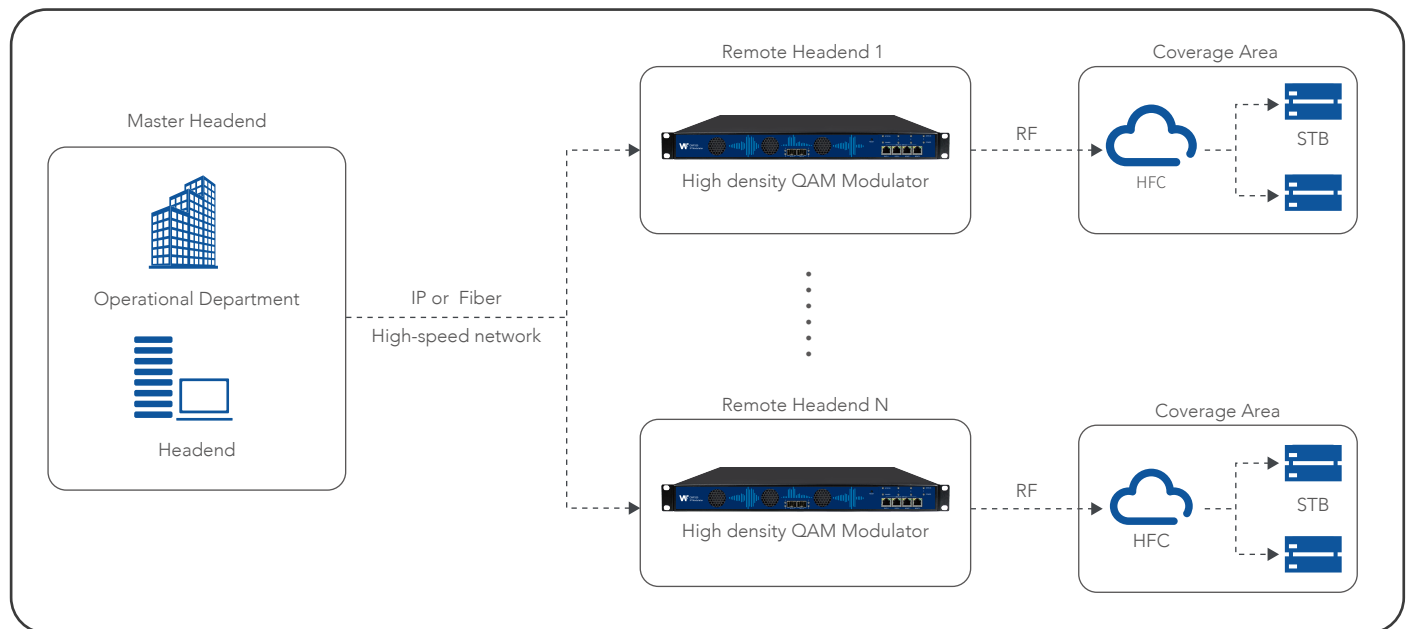 Master Headend
Operational Department
Headend
IP or Fiber
High-speed network
Remote Headend 1
High density QAM Modulator
RF
Coverage Area
HFC
STB
Remote Headend N
High density QAM Modulator
RF
Coverage Area
HFC
STB